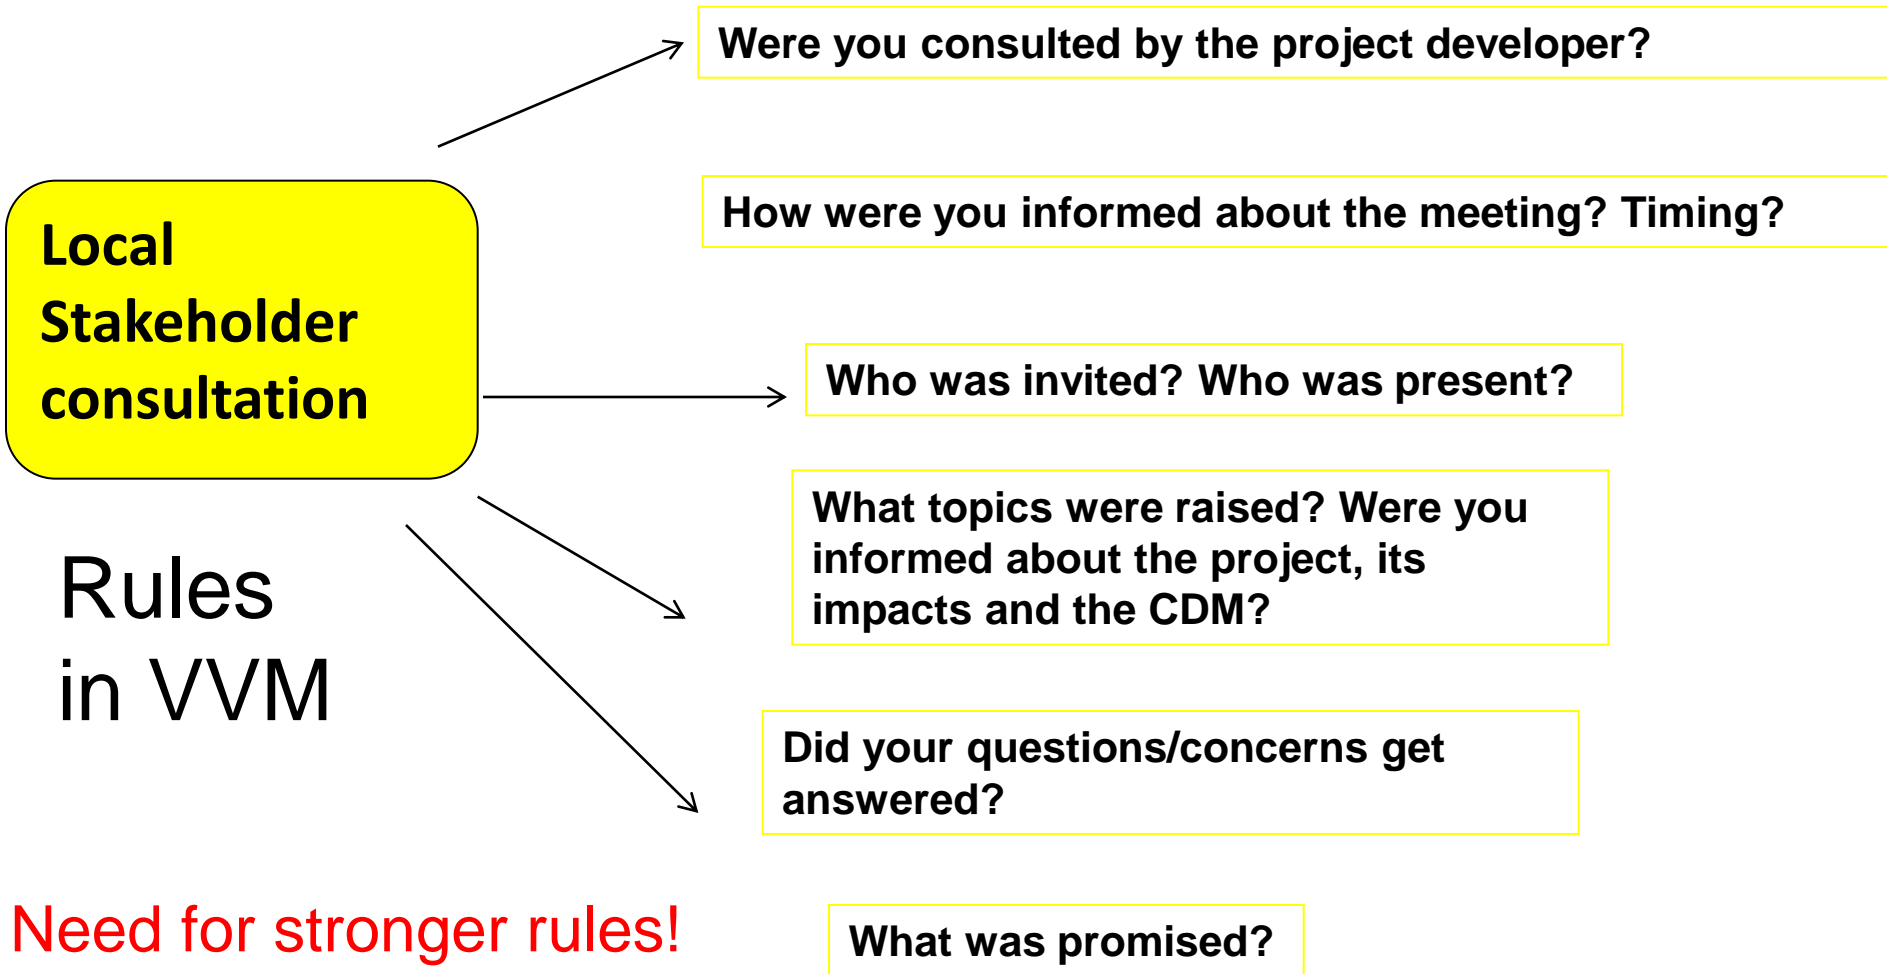 Were you consulted by the project developer?
How were you informed about the meeting? Timing?
Local
Stakeholder
consultation
Who was invited? Who was present?
What topics were raised? Were you
informed about the project, its
impacts and the CDM?
Rules
in VVM
Did your questions/concerns get
answered?
Need for stronger rules!
What was promised?